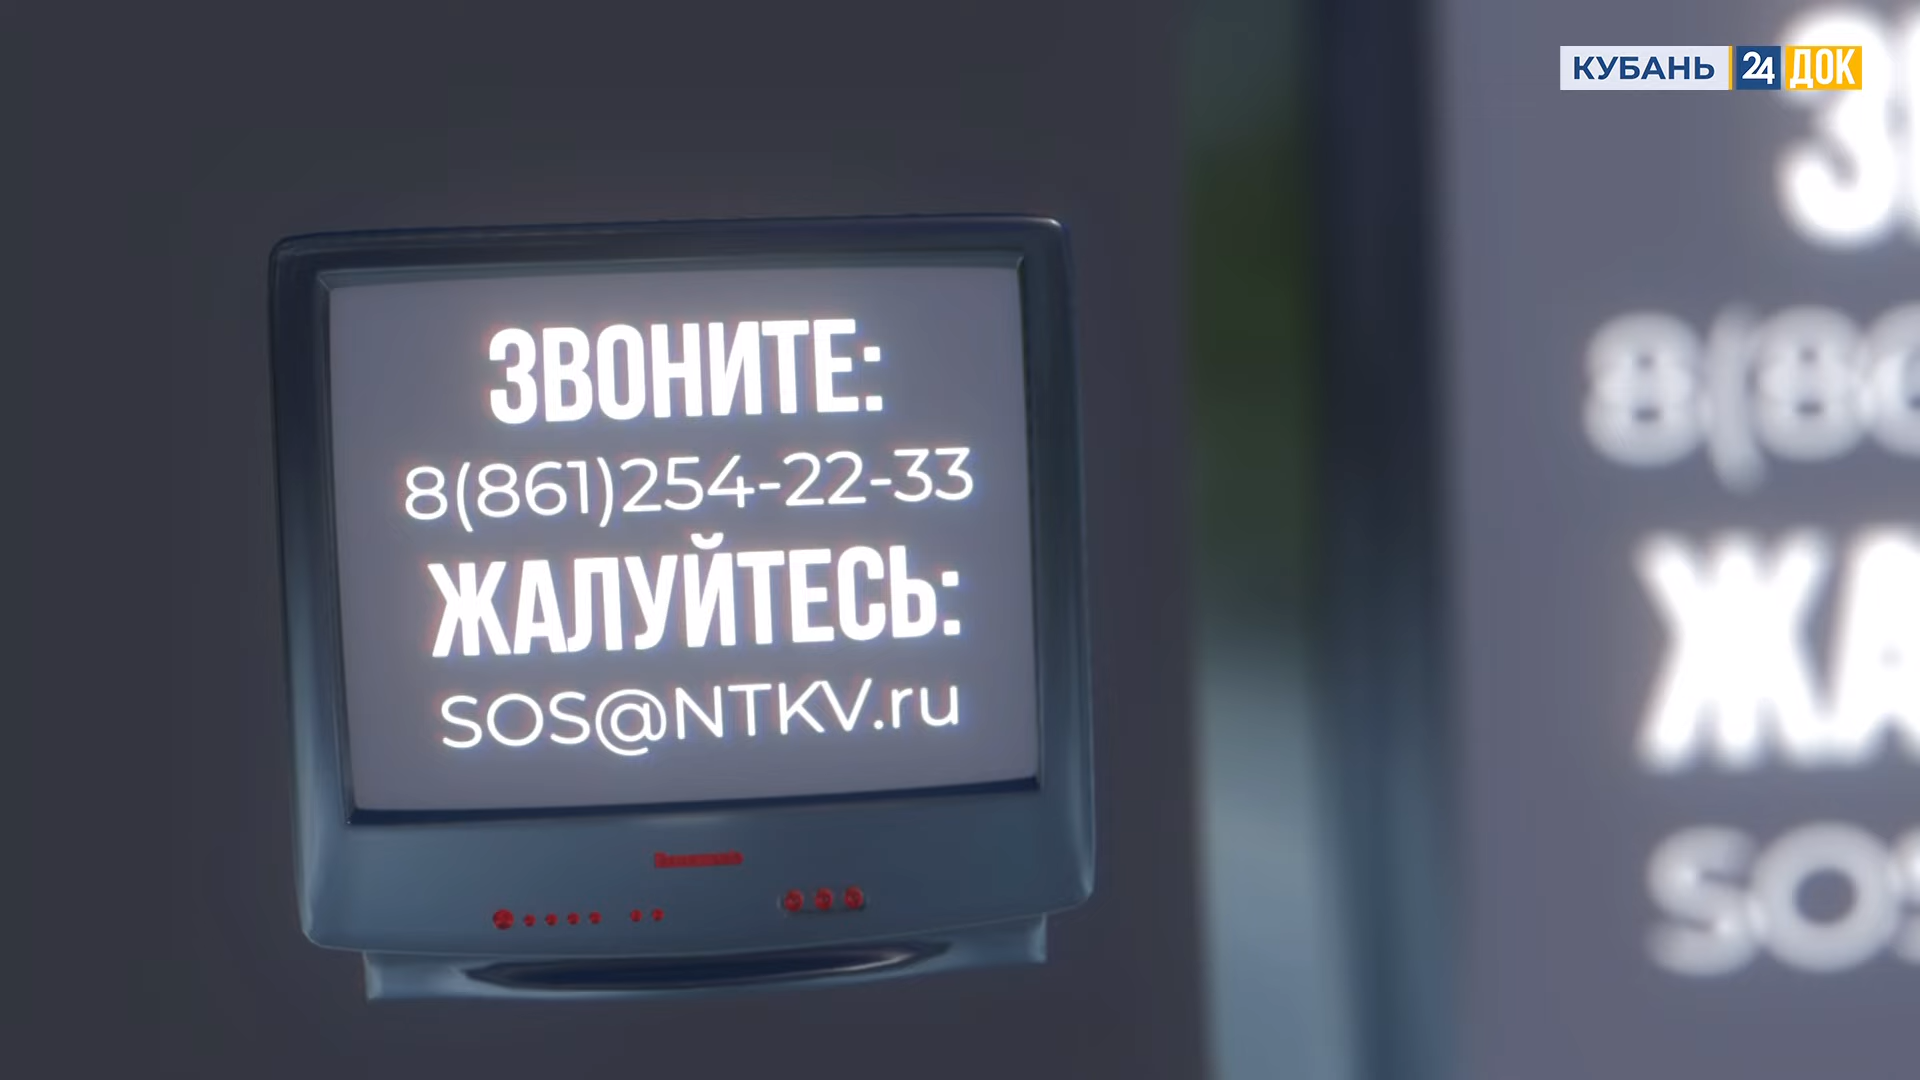 КУБАНЬ 24 ДОК
ЗВОНИТЕ:
8(861)254-22-33
ЖАЛУЙТЕСЬ:
SOS@NTKV.ru